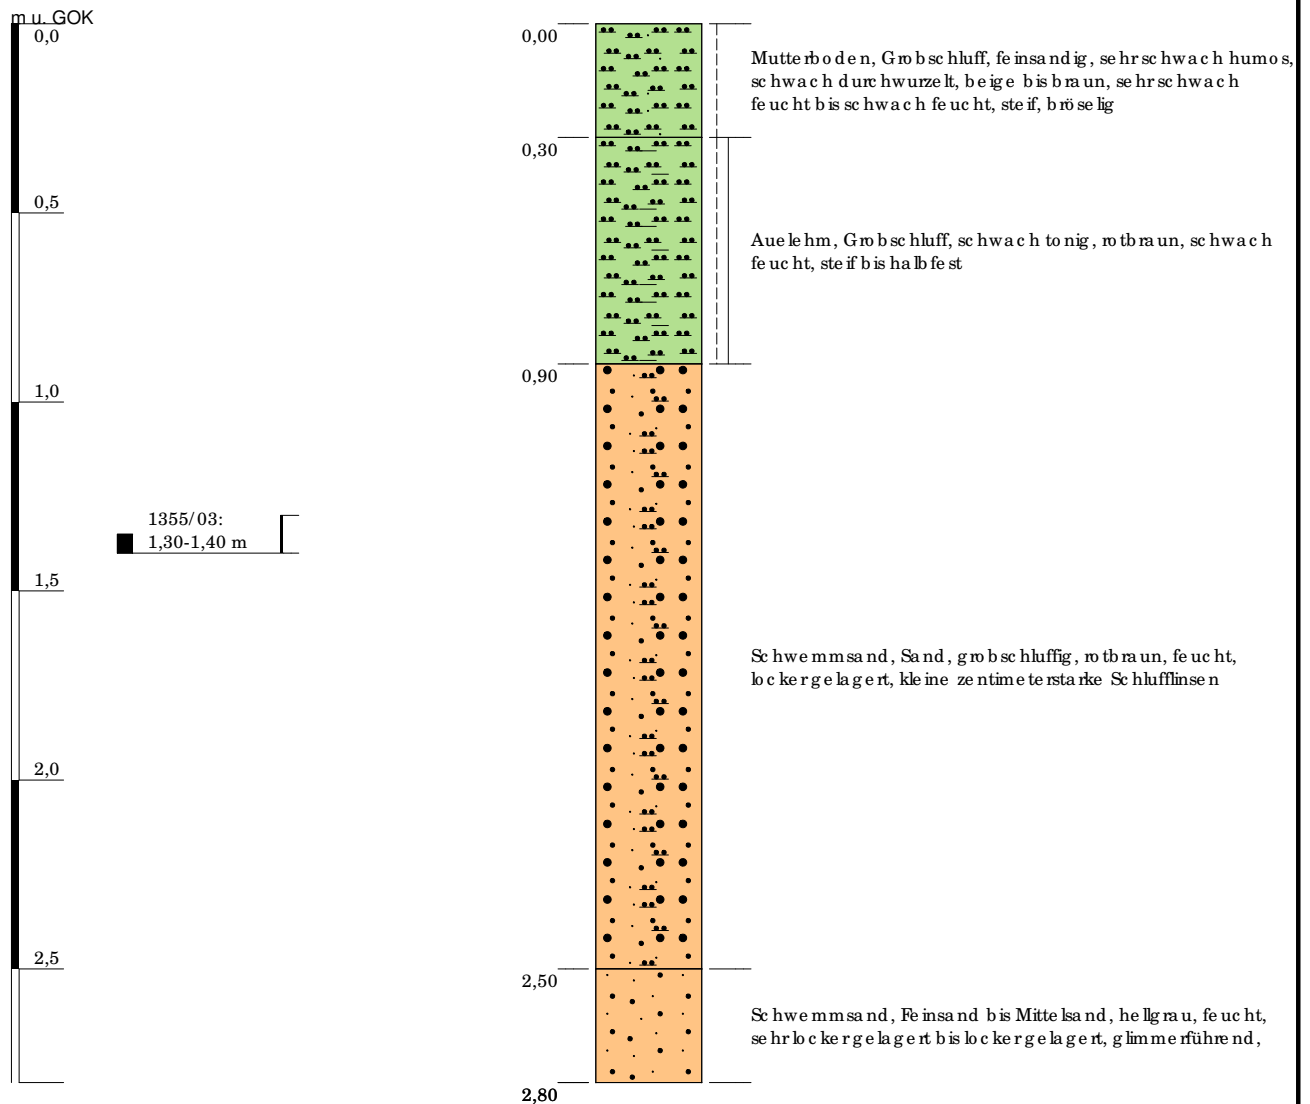 m u. GOK
0,0
0,00
Mutterboden, Grobschluff, feinsandig, sehr schwach humos,
schwach durchwurzelt, beige bis braun, sehr schwach
feucht bis schwach feucht, steif, bröselig
0,30
0,5
Auelehm, Grobschluff, schwach tonig, rotbraun, schwach
feucht, steif bis halbfest
0,90
1,0
1355/03:
1,30-1,40 m
1,5
Schwemmsand, Sand, grobschluffig, rotbraun, feucht,
locker gelagert, kleine zentimeterstarke Schlufflinsen
2,0
2,5
2,50
Schwemmsand, Feinsand bis Mittelsand, hellgrau, feucht,
sehr locker gelagert bis locker gelagert, glimmerführend,
2,80